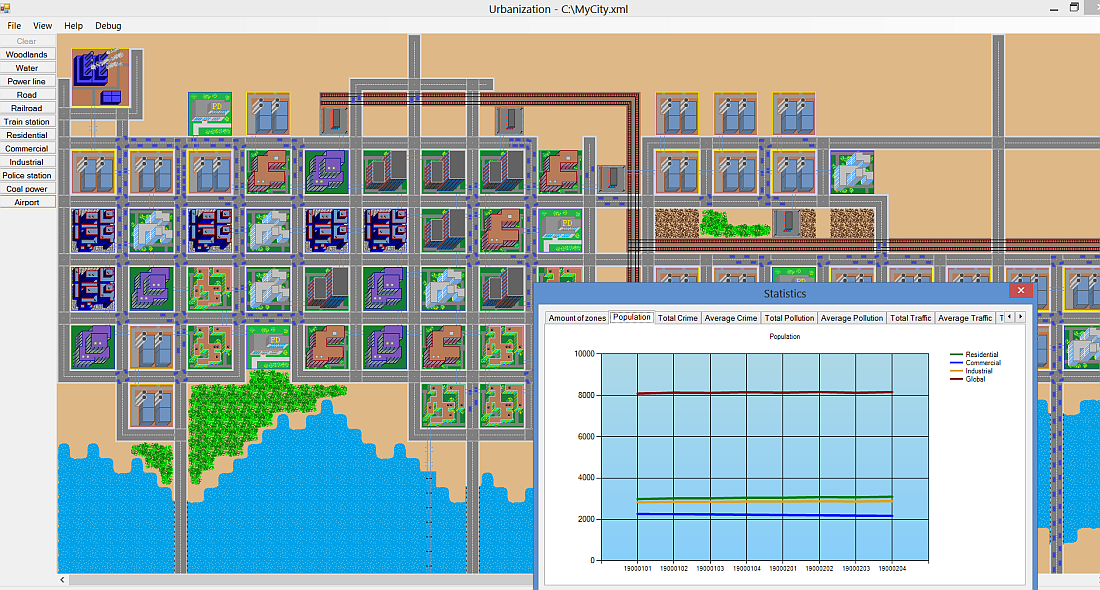 Urbanization - C:\MyCity.xml
File View Help Debug
Clear
Woodlands
Water
Power line
Road
Railroad
Train station
Residential
Commercial
Industrial
Police station
Coal power
Airport
PD
PD
PD
Statistics
Amount of zones Population Total Crime Average Crime Total Pollution Average Pollution Total Traffic Average Traffic T
Population
10000
8000
6000
4000
2000
0
19000101 19000102 19000103 19000104 19000201 19000202 19000203 19000204
Residential
Commercial
Industrial
Global